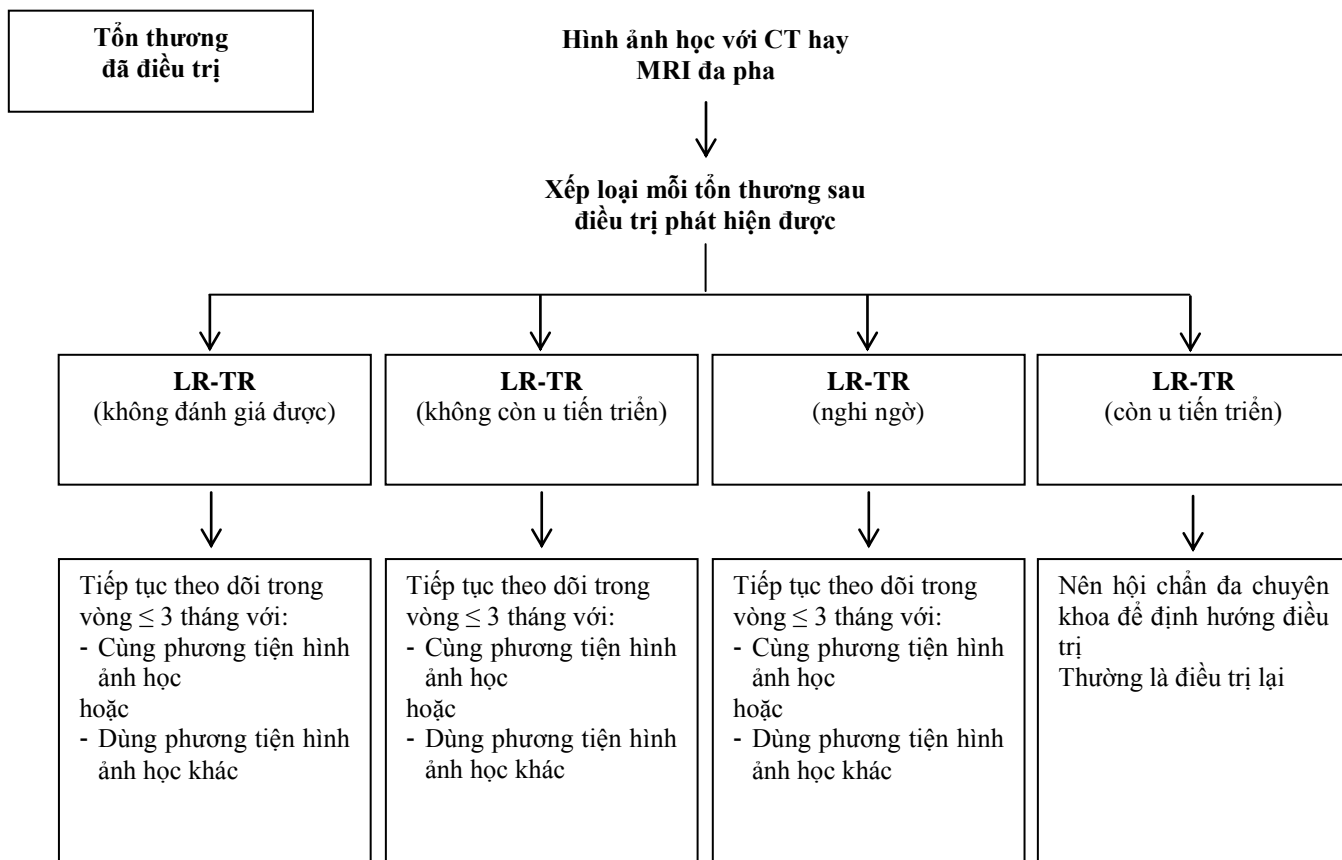 Tổn thương
đã điều trị
Hình ảnh học với CT hay
MRI đa pha
Xếp loại mỗi tổn thương sau
điều trị phát hiện được
LR-TR
(không đánh giá được)
LR-TR
(không còn u tiến triển)
LR-TR
(nghi ngờ)
LR-TR
(còn u tiến triển)
Tiếp tục theo dõi trong
vòng ≤ 3 tháng với:
- Cùng phương tiện hình
ảnh học
hoặc
- Dùng phương tiện hình
ảnh học khác
Tiếp tục theo dõi trong
vòng ≤ 3 tháng với:
- Cùng phương tiện hình
ảnh học
hoặc
- Dùng phương tiện hình
ảnh học khác
Tiếp tục theo dõi trong
vòng ≤ 3 tháng với:
- Cùng phương tiện hình
ảnh học
hoặc
- Dùng phương tiện hình
ảnh học khác
Nên hội chẩn đa chuyên
khoa để định hướng điều
trị
Thường là điều trị lại